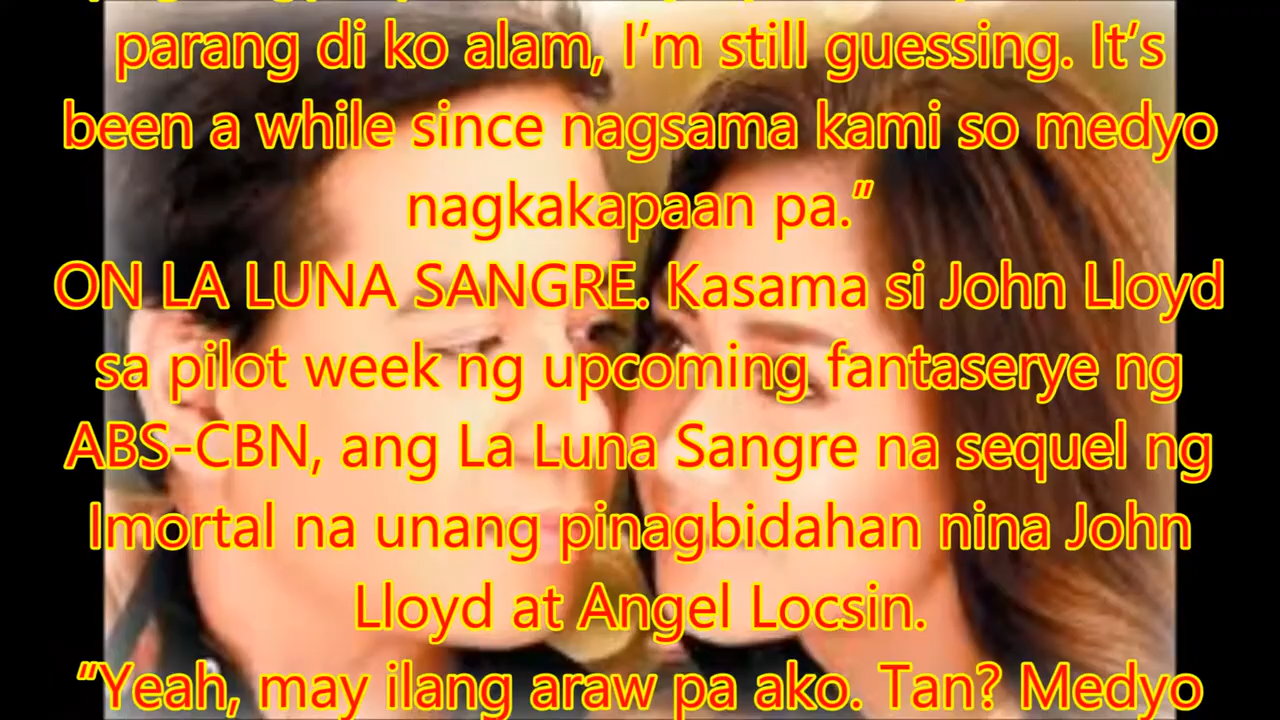 parang di ko alam, I’m still guessing. It’s
been a while since nagsama kami so medyo
nagkakapaan pa.”
ON LA LUNA SANGRE. Kasama si John Lloyd
sa pilot week ng upcoming fantaserye ng
ABS-CBN, ang La Luna Sangre na sequel ng
Imortal na unang pinagbidahan nina John
Lloyd at Angel Locsin.
“Yeah, may ilang araw pa ako. Tan? Medyo